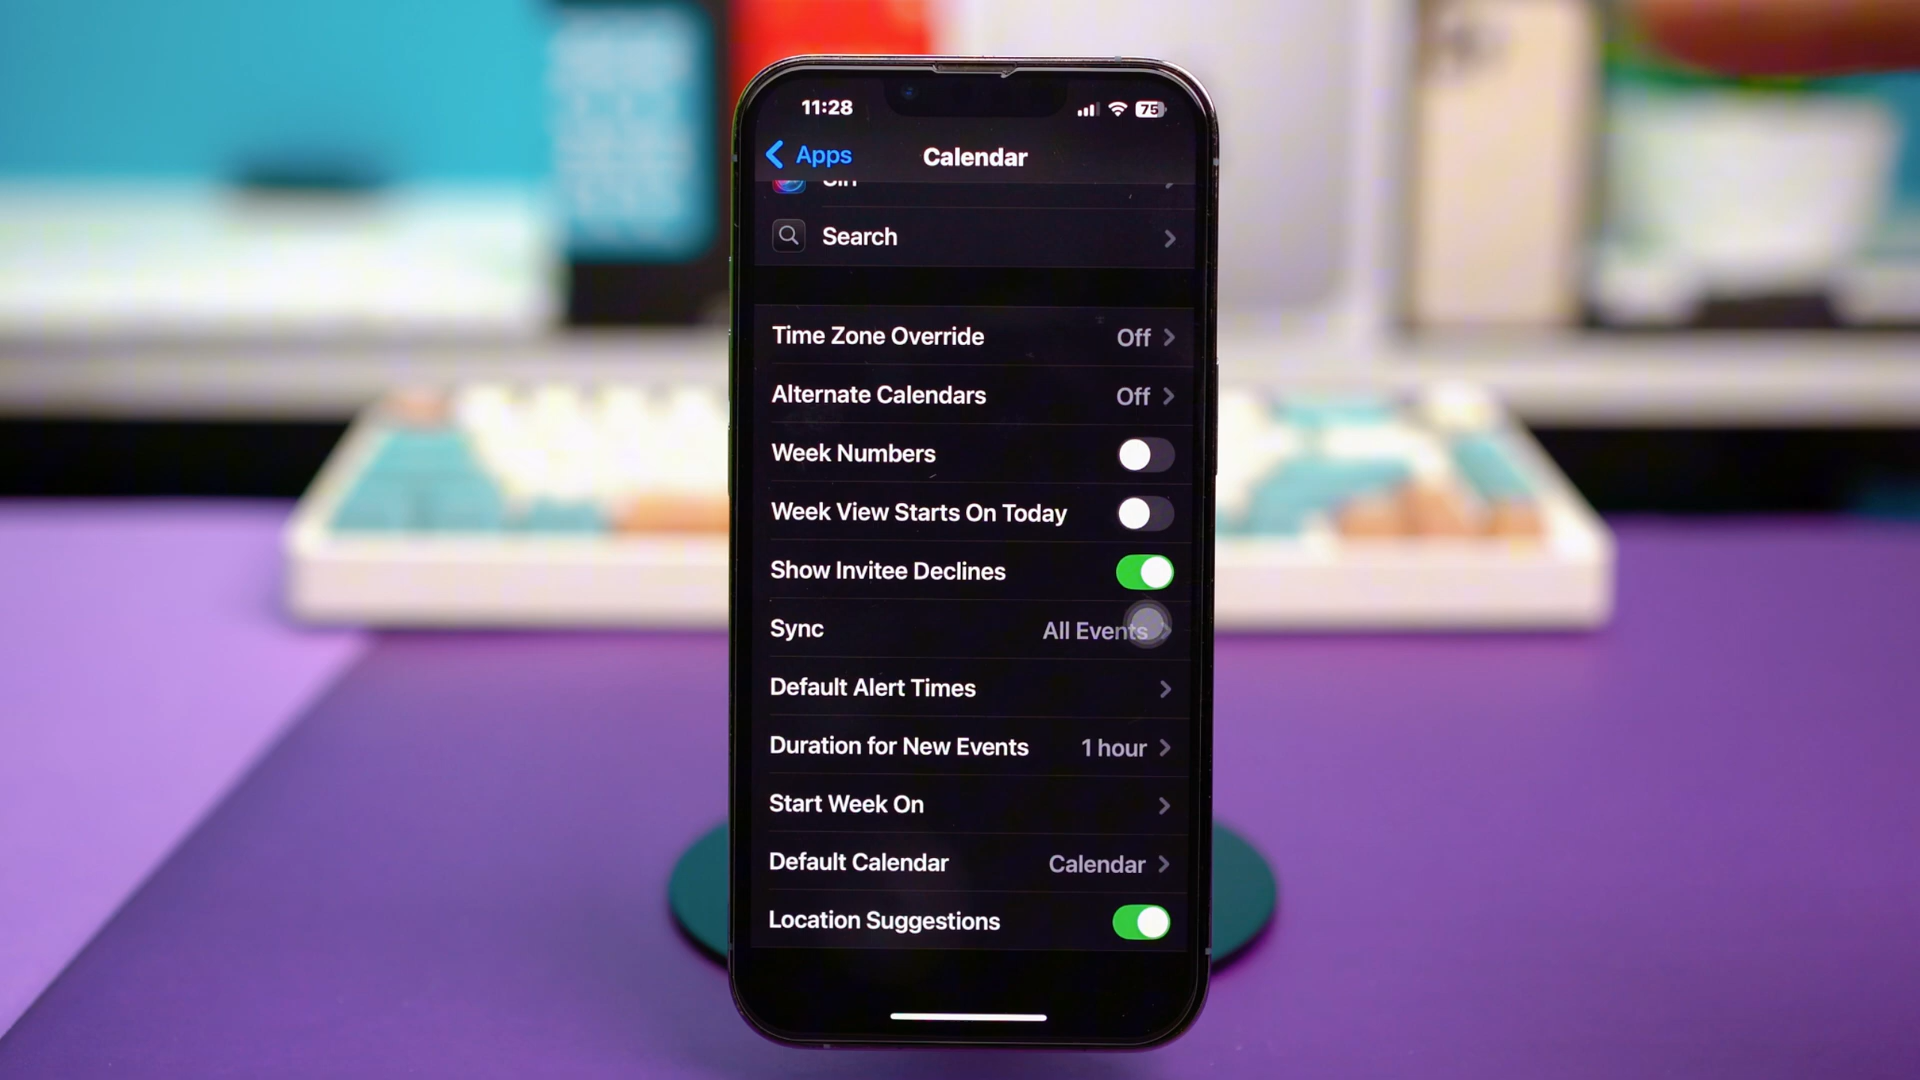 11:28
75
Apps
Calendar
Siri
Search
Time Zone Override
Off
Alternate Calendars
Off
Week Numbers
Week View Starts On Today
Show Invitee Declines
Sync
All Events
Default Alert Times
Duration for New Events
1 hour
Start Week On
Default Calendar
Calendar
Location Suggestions